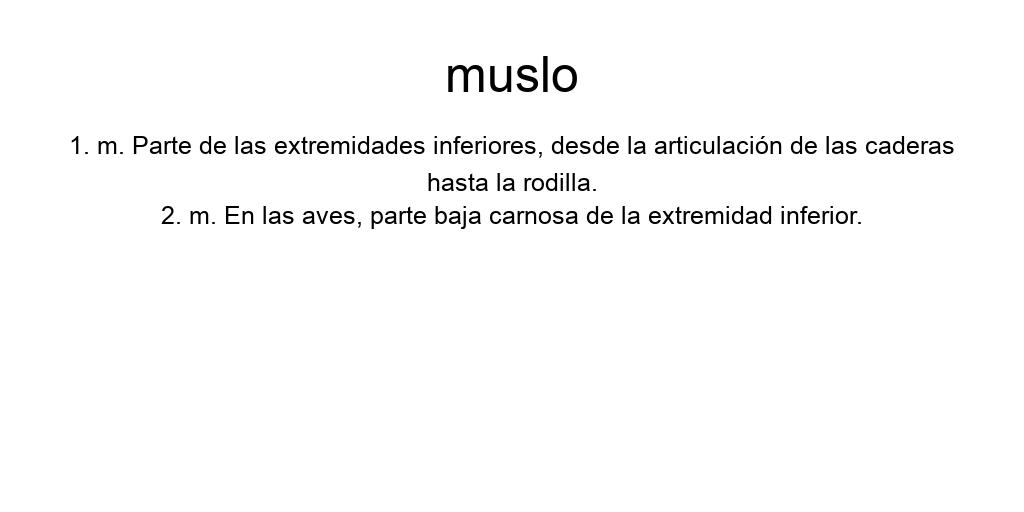 muslo
1. m. Parte de las extremidades inferiores, desde la articulación de las caderas
hasta la rodilla.
2. m. En las aves, parte baja carnosa de la extremidad inferior.